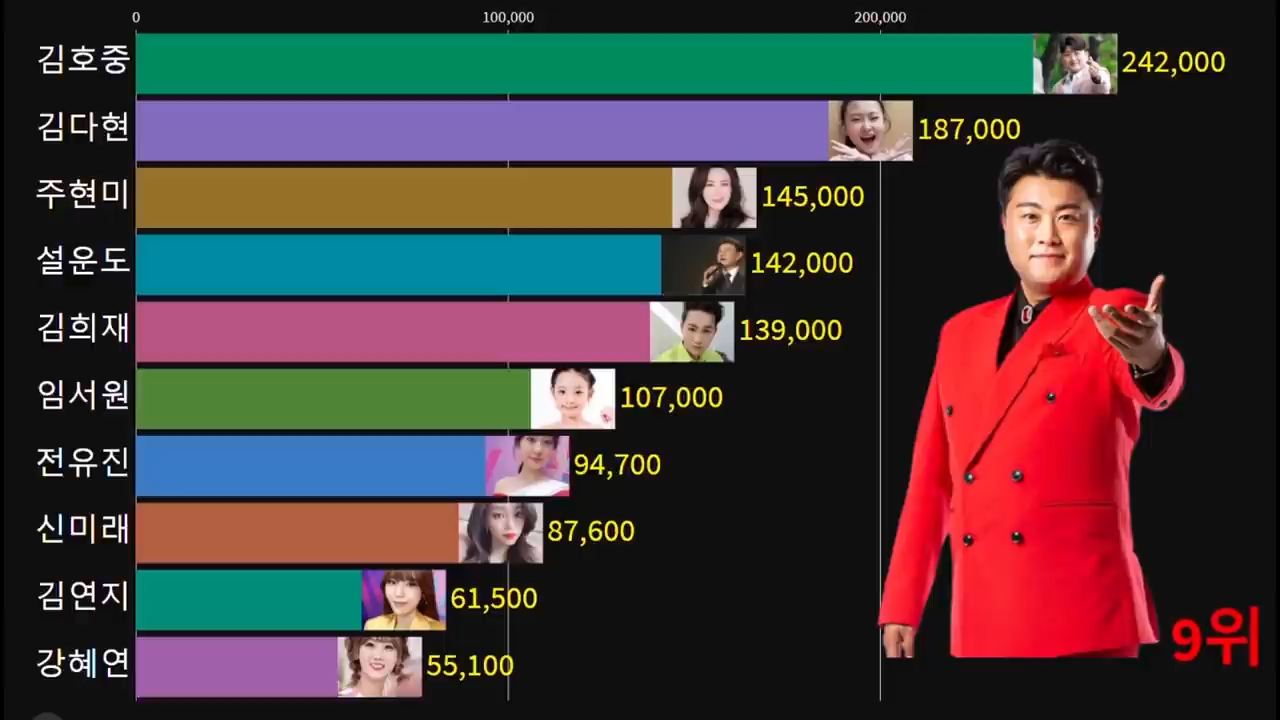 0 100,000 200,000
김호중 242,000
김다현 187,000
주현미 145,000
설운도 142,000
김희재 139,000
임서원 107,000
전유진 94,700
신미래 87,600
김연지 61,500
강혜연 55,100
9위